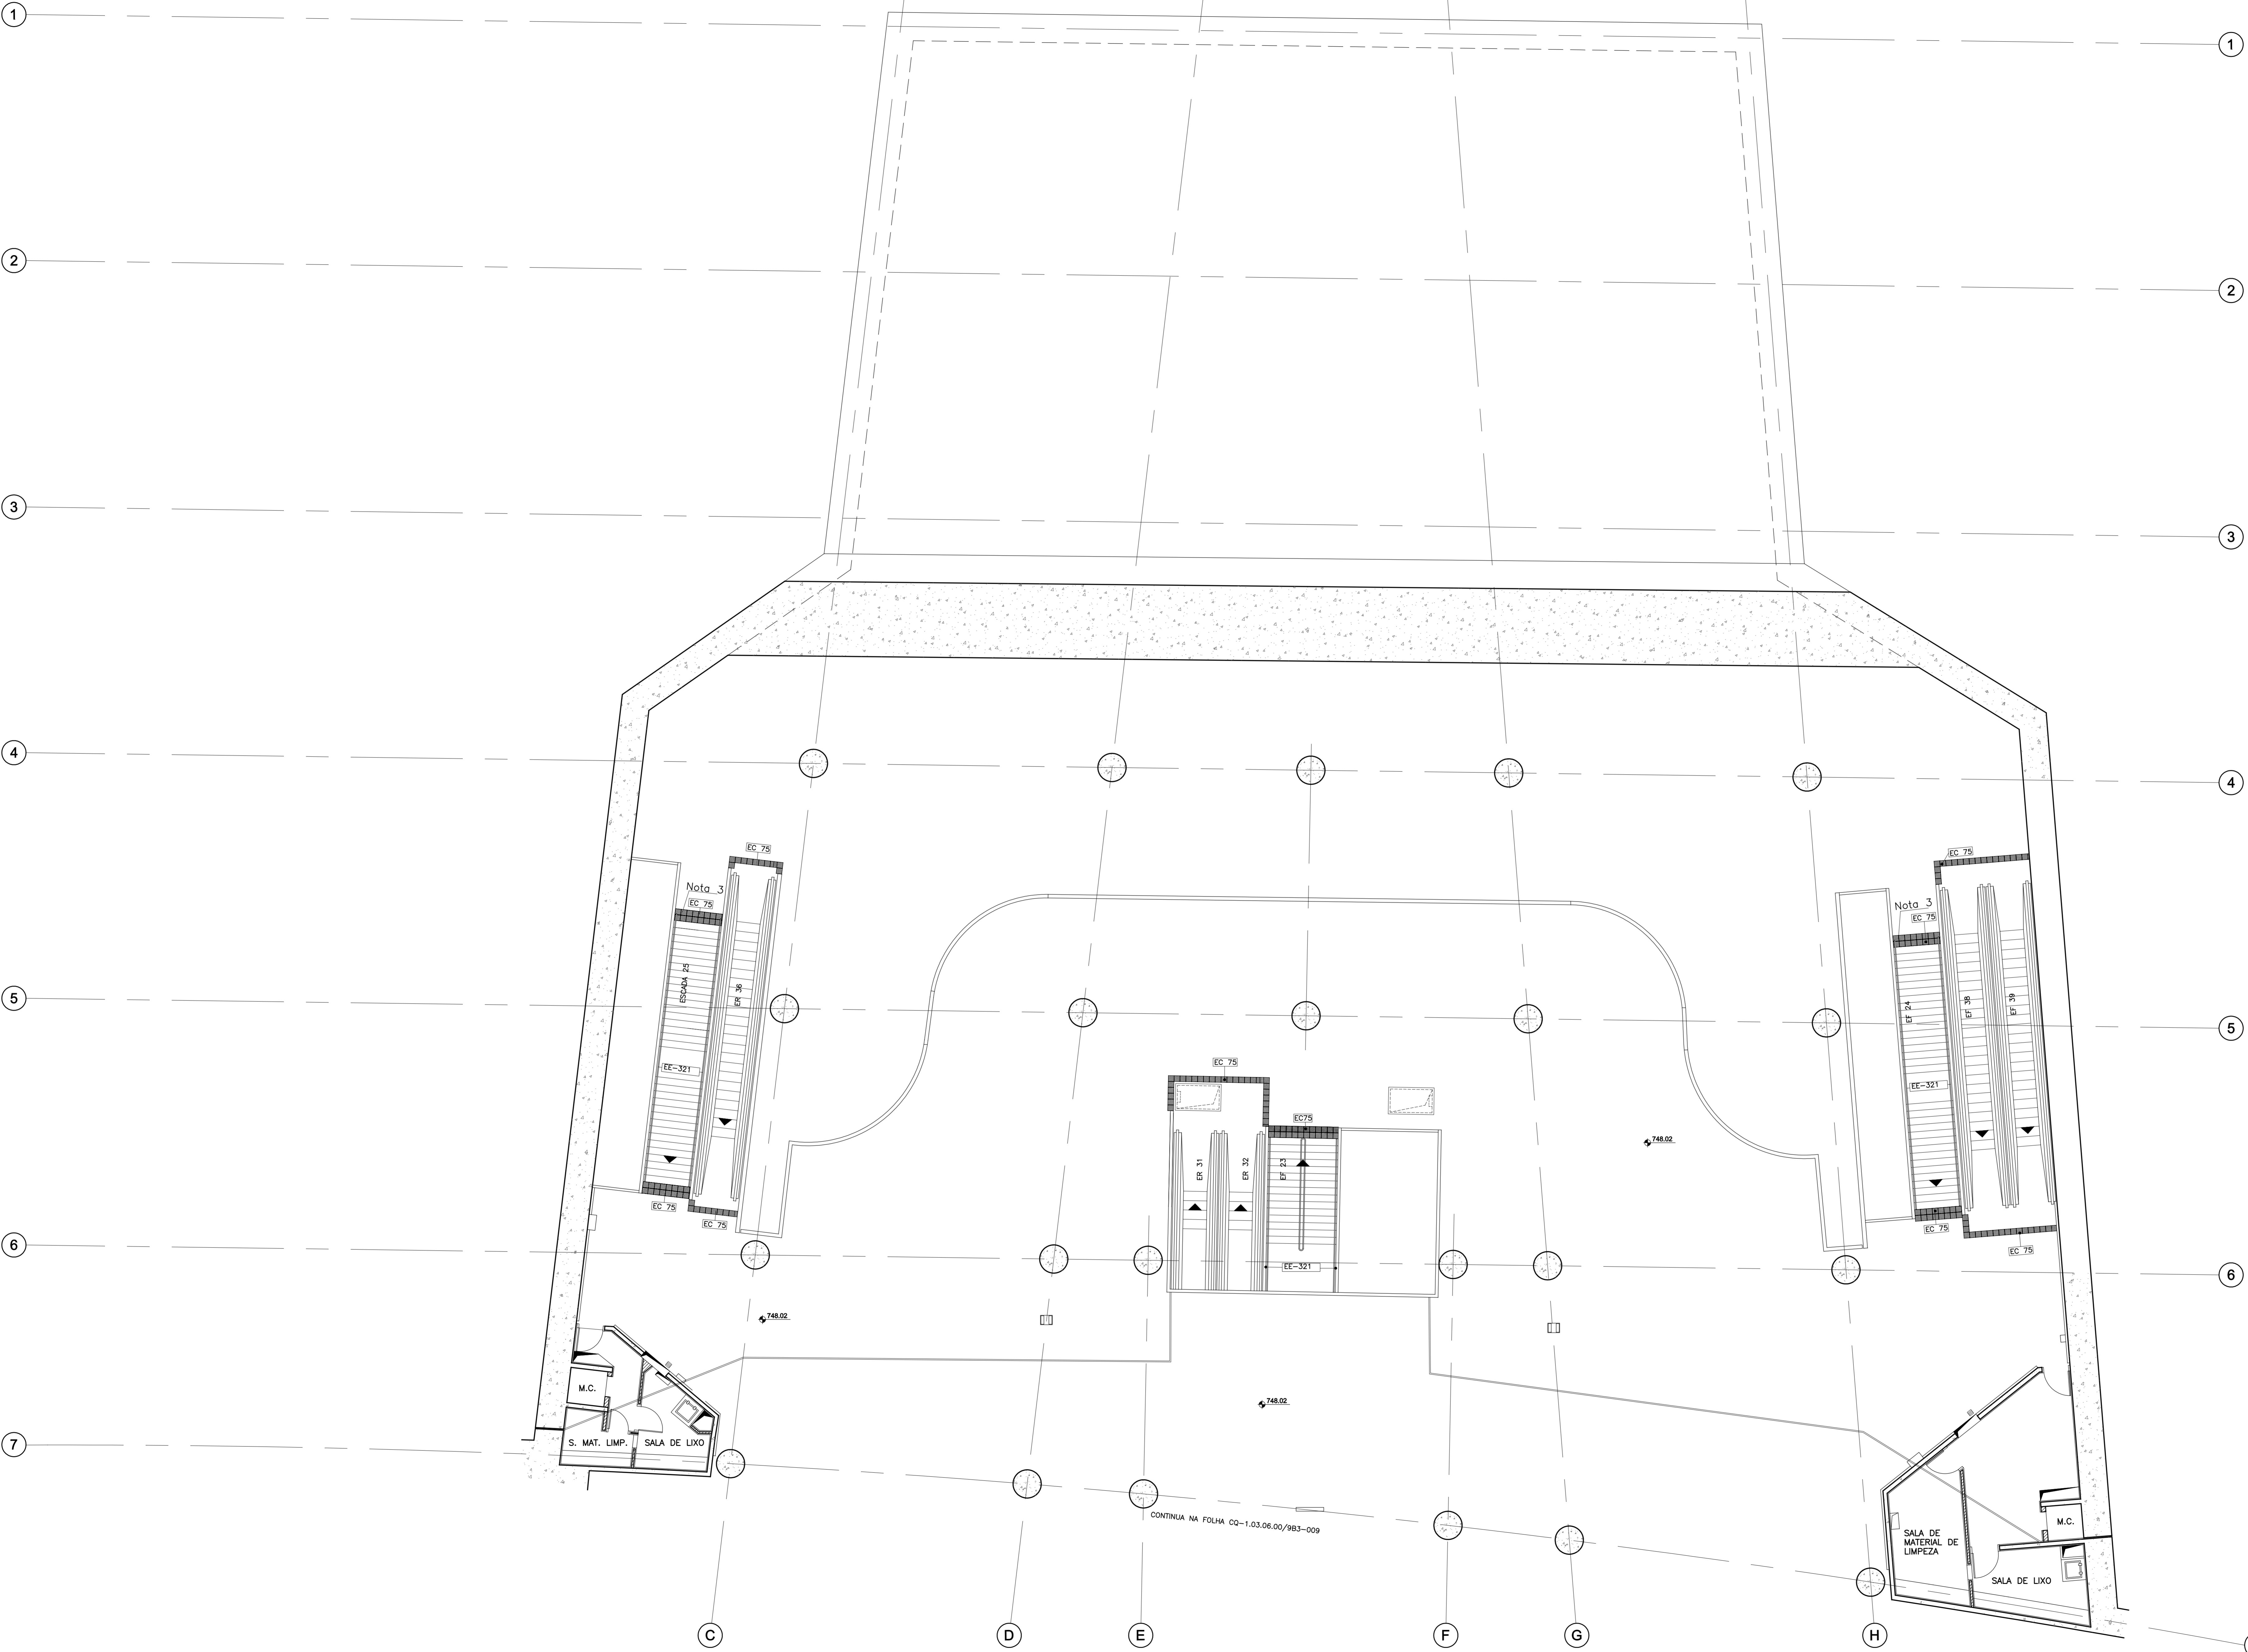 1
1
2
2
3
3
4
4
EC 75
EC 75
Nota 3
EC 75
Nota 3
EC 75
ESCADA 25
ER 36
EF 24
EF 38
EF 39
5
5
EE-321
EC 75
EE-321
EC75
748.02
ER 31
ER 32
EF 23
EC 75
EC 75
EC 75
EC 75
6
EE-321
6
748.02
M.C.
748.02
7
S. MAT. LIMP.
SALA DE LIXO
CONTINUA NA FOLHA CQ-1.03.06.00/9B3-009
M.C.
SALA DE
MATERIAL DE
LIMPEZA
SALA DE LIXO
C
D
E
F
G
H